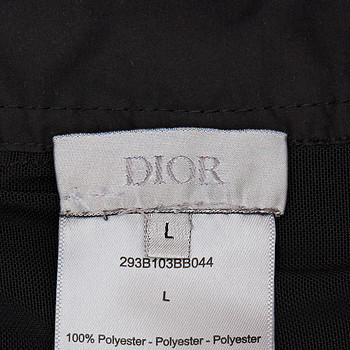 DIOR
L
293B103BB044
L
100% Polyester - Polyester - Polyester